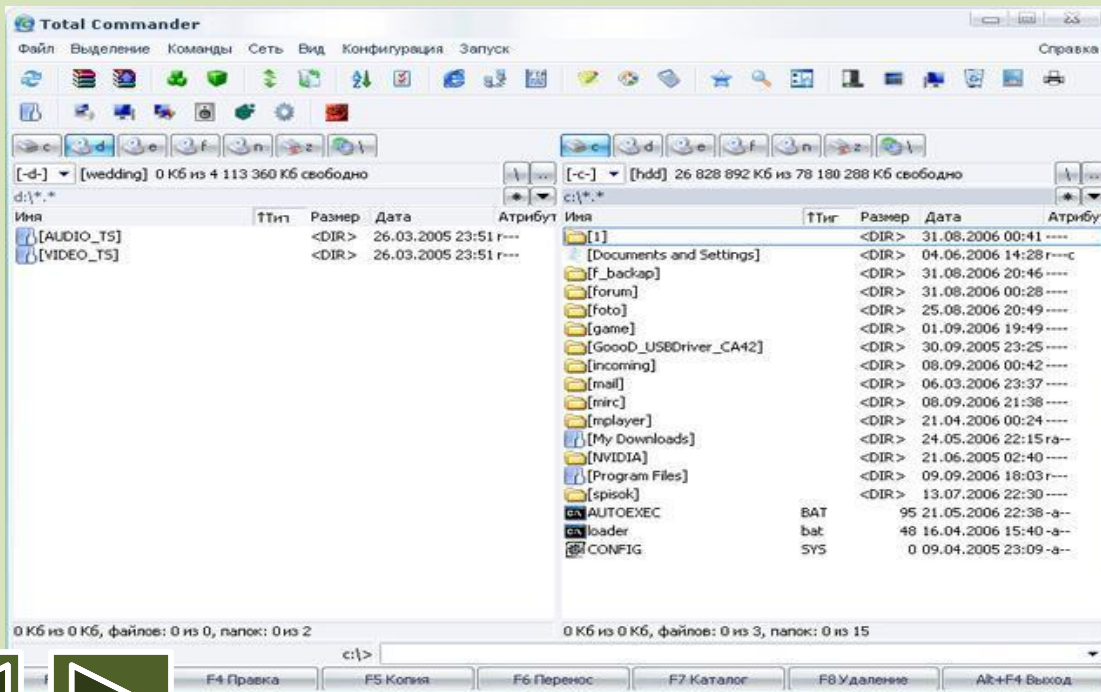 Total Commander
Файл Выделение Команды Сеть Вид Конфигурация Запуск Справка
c d e f n z \ c d e f n z \
[-d-] [wedding] 0 Кб из 4 113 360 Кб свободно \ .. [-c-] [hdd] 26 828 892 Кб из 78 180 288 Кб свободно \ ..
d:\*.* * c:\*.* *
Имя ↑Тип Размер Дата Атрибут Имя ↑Тип Размер Дата Атрибу
[AUDIO_TS] <DIR> 26.03.2005 23:51 r--- [1] <DIR> 31.08.2006 00:41 ----
[VIDEO_TS] <DIR> 26.03.2005 23:51 r--- [Documents and Settings] <DIR> 04.06.2006 14:28 r---c
[f_backap] <DIR> 31.08.2006 20:46 ----
[forum] <DIR> 31.08.2006 00:28 ----
[foto] <DIR> 25.08.2006 20:49 ----
[game] <DIR> 01.09.2006 19:49 ----
[GoooD_USBDriver_CA42] <DIR> 30.09.2005 23:25 ----
[incoming] <DIR> 08.09.2006 00:42 ----
[mail] <DIR> 06.03.2006 23:37 ----
[mirc] <DIR> 08.09.2006 21:38 ----
[mplayer] <DIR> 21.04.2006 00:24 ----
[My Downloads] <DIR> 24.05.2006 22:15 ra--
[NVIDIA] <DIR> 21.06.2005 02:40 ----
[Program Files] <DIR> 09.09.2006 18:03 r---
[spisok] <DIR> 13.07.2006 22:30 ----
AUTOEXEC BAT 95 21.05.2006 22:38 -a--
loader bat 48 16.04.2006 15:40 -a--
CONFIG SYS 0 09.04.2005 23:09 -a--
0 Кб из 0 Кб, файлов: 0 из 0, папок: 0 из 2 0 Кб из 0 Кб, файлов: 0 из 3, папок: 0 из 15
c:\>
F4 Правка F5 Копия F6 Перенос F7 Каталог F8 Удаление Alt+F4 Выход